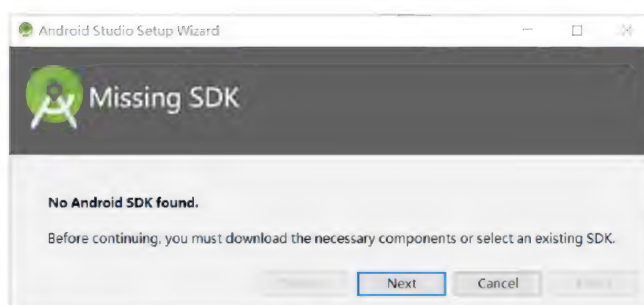 Android Studio Setup Wizard
Missing SDK
No Android SDK found.
Before continuing, you must download the necessary components or select an existing SDK.
Next Cancel